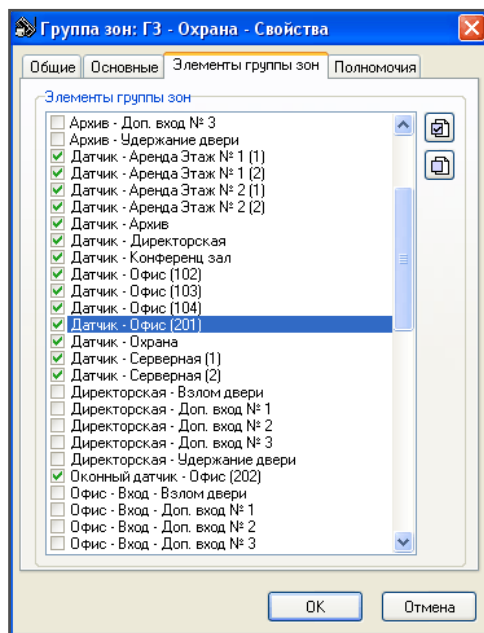 Группа зон: ГЗ - Охрана - Свойства
Общие Основные Элементы группы зон Полномочия
Элементы группы зон
Архив - Доп. вход № 3
Архив - Удержание двери
Датчик - Аренда Этаж № 1 (1)
Датчик - Аренда Этаж № 1 (2)
Датчик - Аренда Этаж № 2 (1)
Датчик - Аренда Этаж № 2 (2)
Датчик - Архив
Датчик - Директорская
Датчик - Конференц зал
Датчик - Офис (102)
Датчик - Офис (103)
Датчик - Офис (104)
Датчик - Офис (201)
Датчик - Охрана
Датчик - Серверная (1)
Датчик - Серверная (2)
Директорская - Взлом двери
Директорская - Доп. вход № 1
Директорская - Доп. вход № 2
Директорская - Доп. вход № 3
Директорская - Удержание двери
Оконный датчик - Офис (202)
Офис - Вход - Взлом двери
Офис - Вход - Доп. вход № 1
Офис - Вход - Доп. вход № 2
Офис - Вход - Доп. вход № 3
OK Отмена